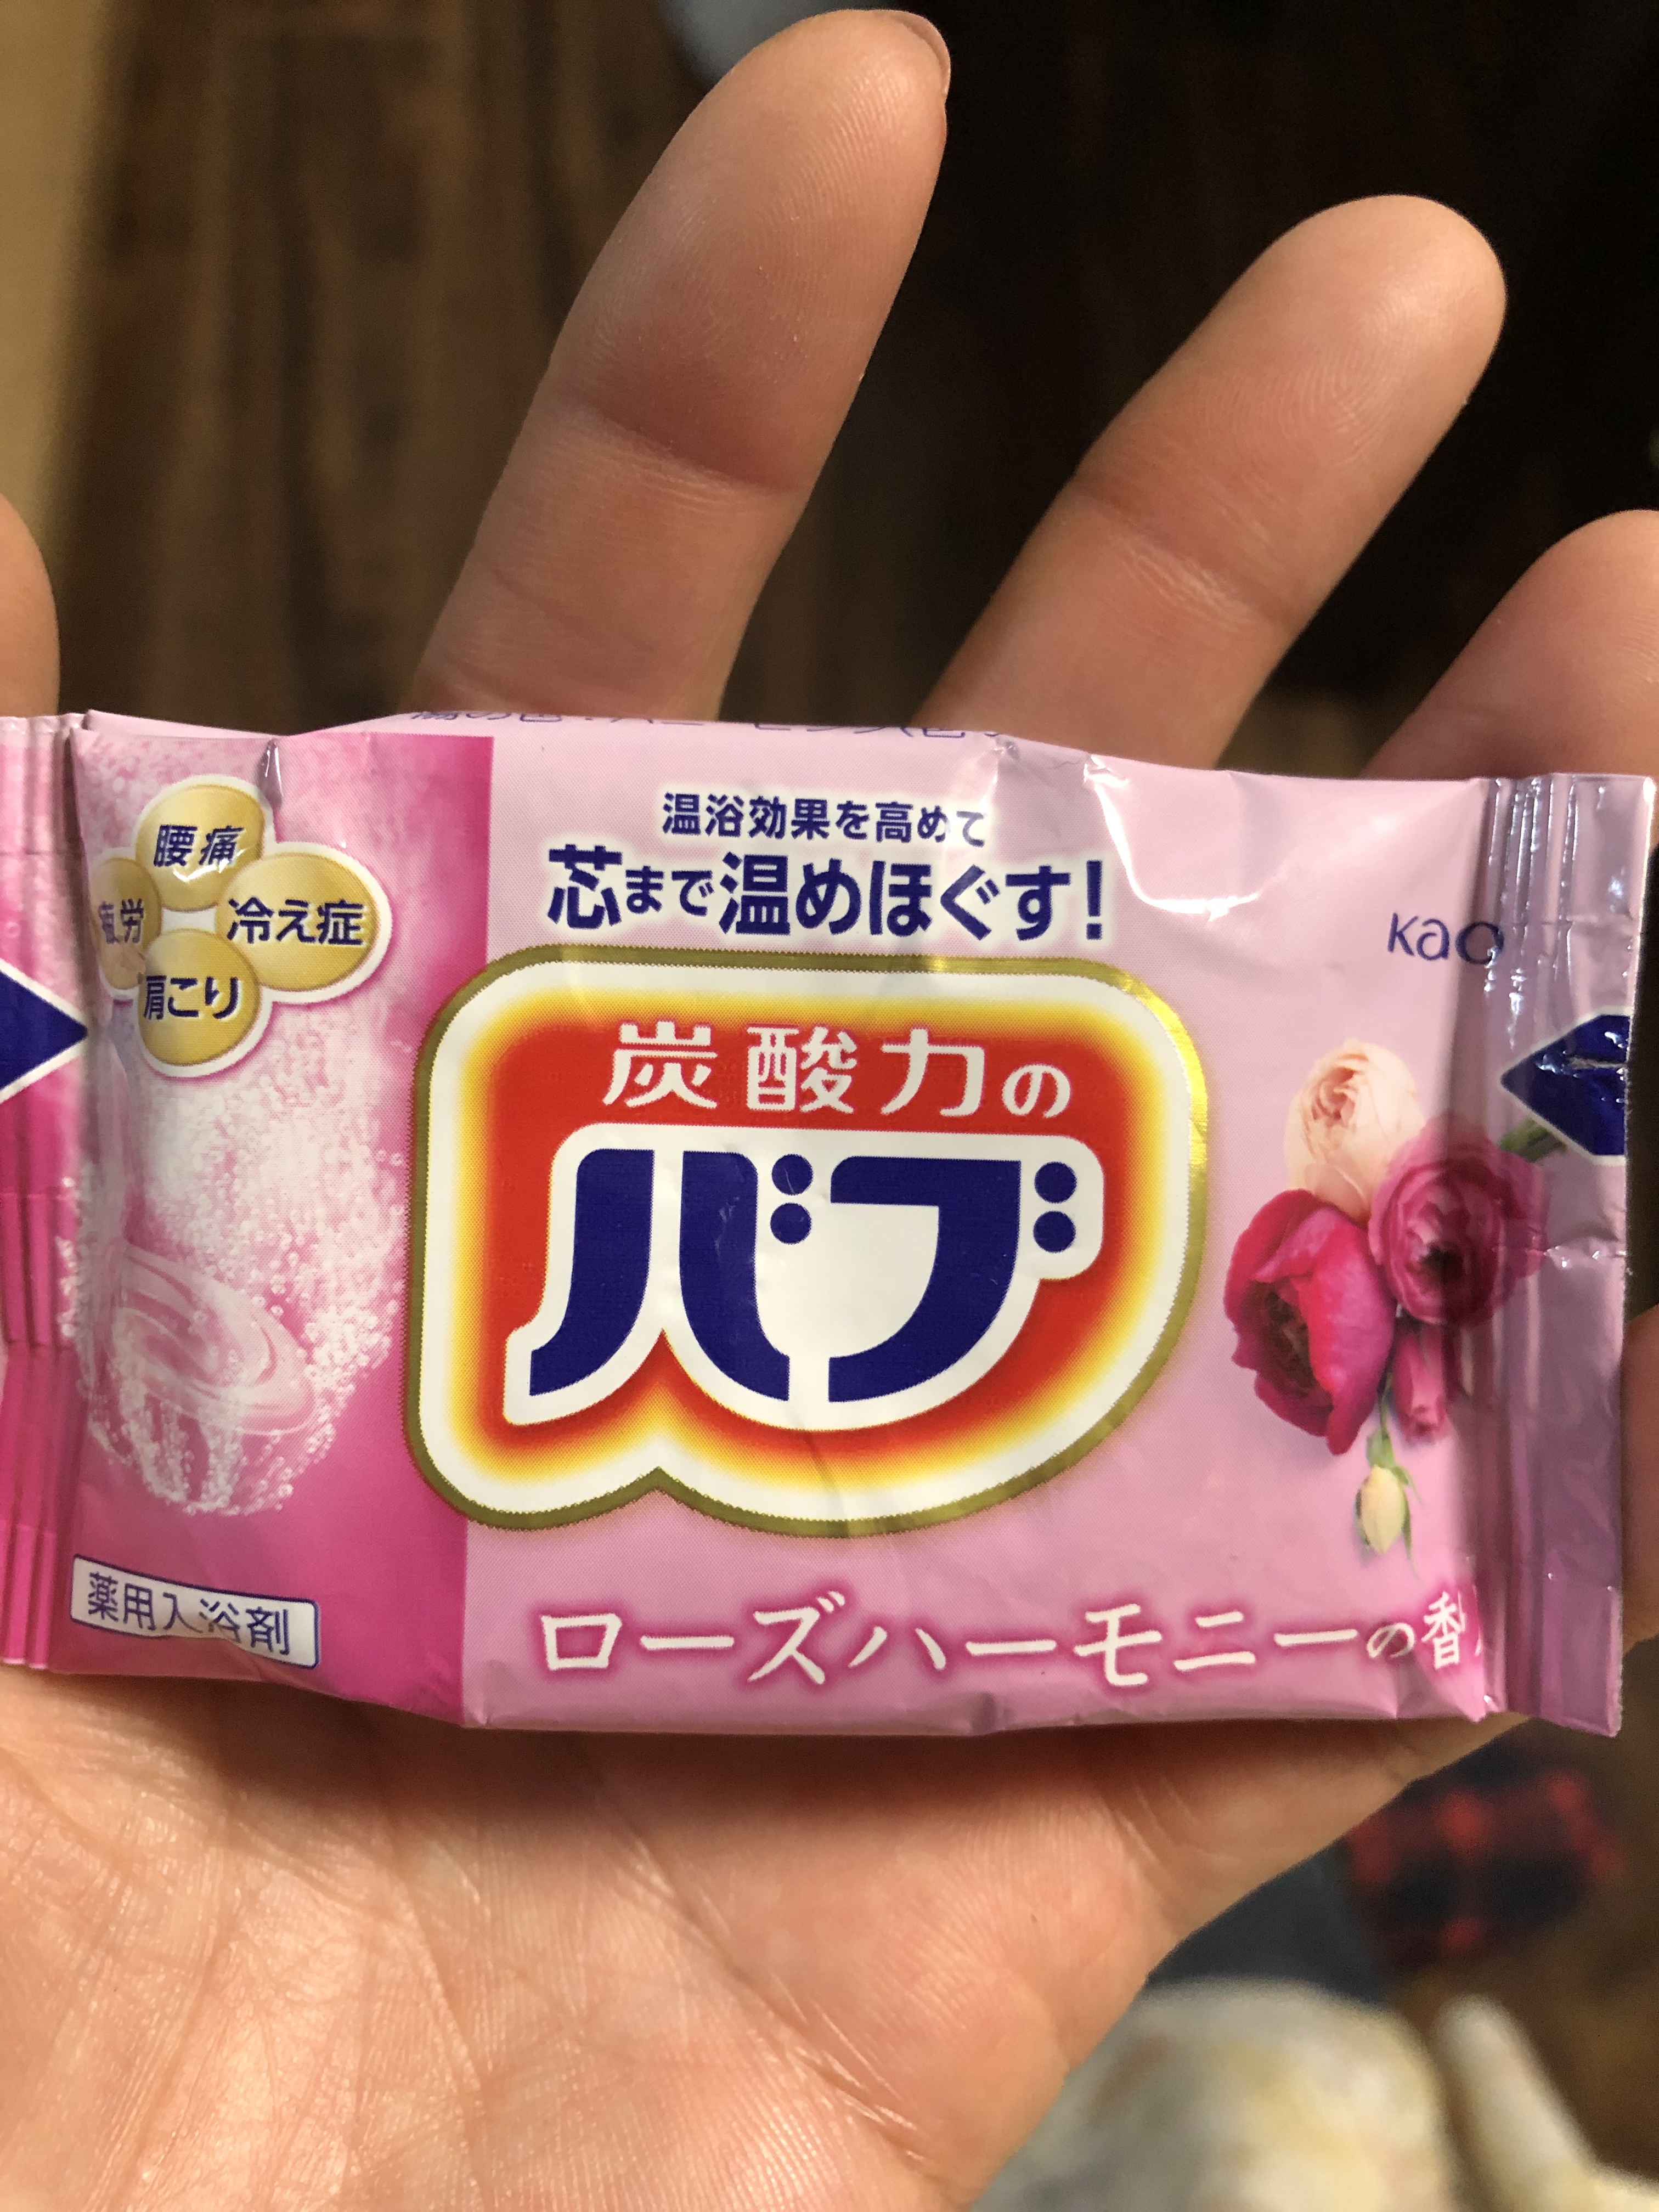 腰痛
疲労
冷え症
肩こり
温浴効果を高めて
芯まで温めほぐす!
Kao
炭酸力の
バブ
薬用入浴剤
ローズハーモニーの香